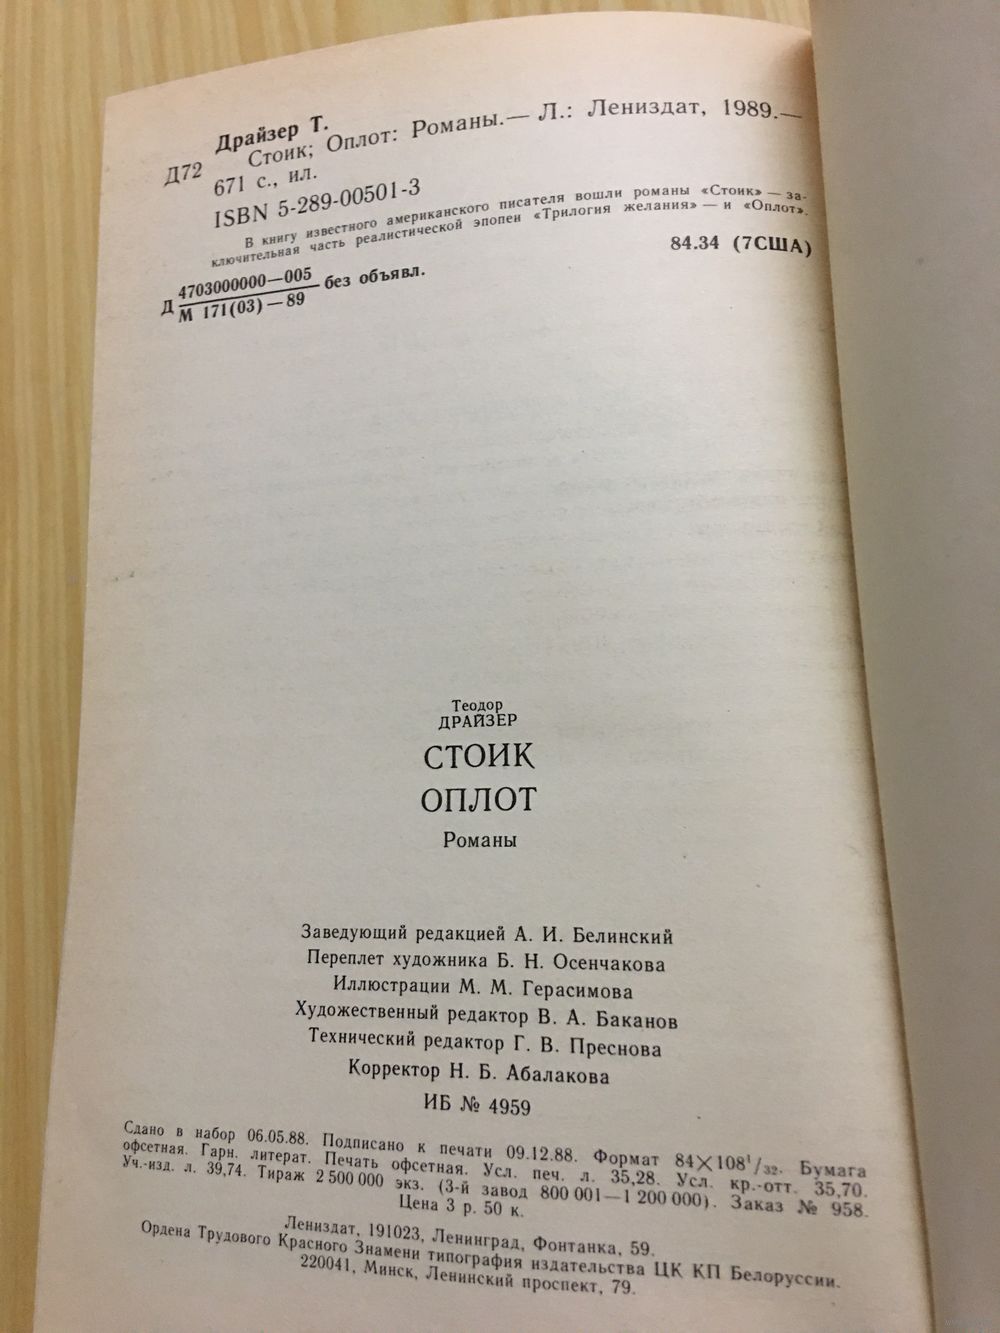 Драйзер Т.
Д72 Стоик; Оплот: Романы.— Л.: Лениздат, 1989.—
671 с., ил.
ISBN 5-289-00501-3
В книгу известного американского писателя вошли романы «Стоик» — за-
ключительная часть реалистической эпопеи «Трилогия желания» — и «Оплот».
84.34 (7США)
Д 4703000000—005 без объявл.
М 171(03)—89
Теодор
ДРАЙЗЕР
СТОИК
ОПЛОТ
Романы
Заведующий редакцией А. И. Белинский
Переплет художника Б. Н. Осенчакова
Иллюстрации М. М. Герасимова
Художественный редактор В. А. Баканов
Технический редактор Г. В. Преснова
Корректор Н. Б. Абалакова
ИБ № 4959
Сдано в набор 06.05.88. Подписано к печати 09.12.88. Формат 84×108¹/₃₂. Бумага
офсетная. Гарн. литерат. Печать офсетная. Усл. печ. л. 35,28. Усл. кр.-отт. 35,70.
Уч.-изд. л. 39,74. Тираж 2 500 000 экз. (3-й завод 800 001—1 200 000). Заказ № 958.
Цена 3 р. 50 к.
Лениздат, 191023, Ленинград, Фонтанка, 59.
Ордена Трудового Красного Знамени типография издательства ЦК КП Белоруссии.
220041, Минск, Ленинский проспект, 79.